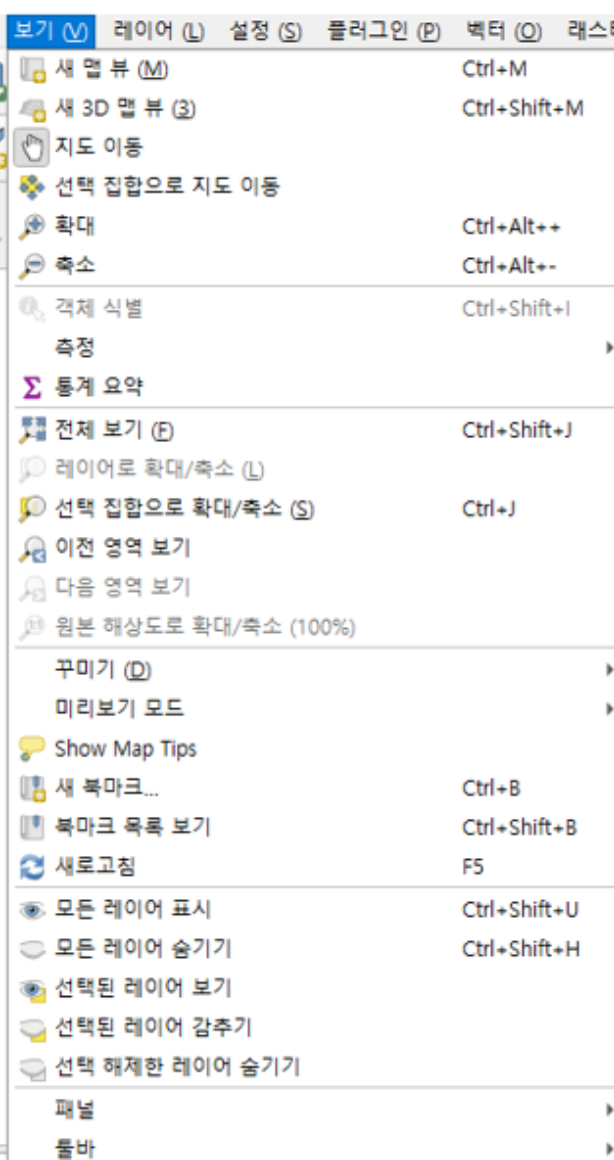 보기 (V) 레이어 (L) 설정 (S) 플러그인 (P) 벡터 (O) 래스터
새 맵 뷰 (M) Ctrl+M
새 3D 맵 뷰 (3) Ctrl+Shift+M
지도 이동
선택 집합으로 지도 이동
확대 Ctrl+Alt++
축소 Ctrl+Alt+-
객체 식별 Ctrl+Shift+I
측정
통계 요약
전체 보기 (F) Ctrl+Shift+J
레이어로 확대/축소 (L)
선택 집합으로 확대/축소 (S) Ctrl+J
이전 영역 보기
다음 영역 보기
원본 해상도로 확대/축소 (100%)
꾸미기 (D)
미리보기 모드
Show Map Tips
새 북마크... Ctrl+B
북마크 목록 보기 Ctrl+Shift+B
새로고침 F5
모든 레이어 표시 Ctrl+Shift+U
모든 레이어 숨기기 Ctrl+Shift+H
선택된 레이어 보기
선택된 레이어 감추기
선택 해제한 레이어 숨기기
패널
툴바